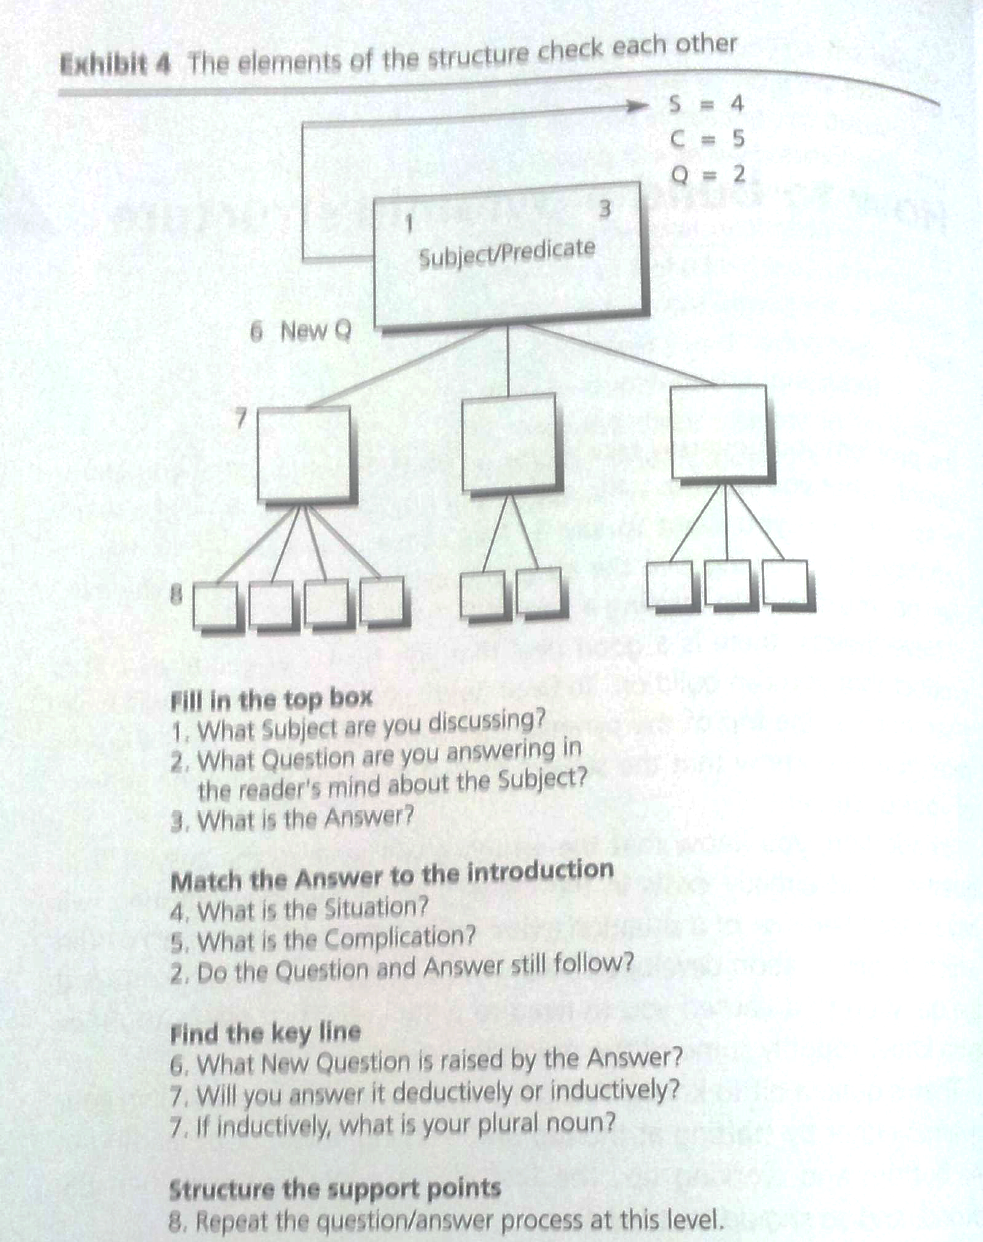 Exhibit 4 The elements of the structure check each other
S = 4
C = 5
Q = 2
1 3
Subject/Predicate
6 New Q
7
8
Fill in the top box
1. What Subject are you discussing?
2. What Question are you answering in
the reader's mind about the Subject?
3. What is the Answer?
Match the Answer to the introduction
4. What is the Situation?
5. What is the Complication?
2. Do the Question and Answer still follow?
Find the key line
6. What New Question is raised by the Answer?
7. Will you answer it deductively or inductively?
7. If inductively, what is your plural noun?
Structure the support points
8. Repeat the question/answer process at this level.